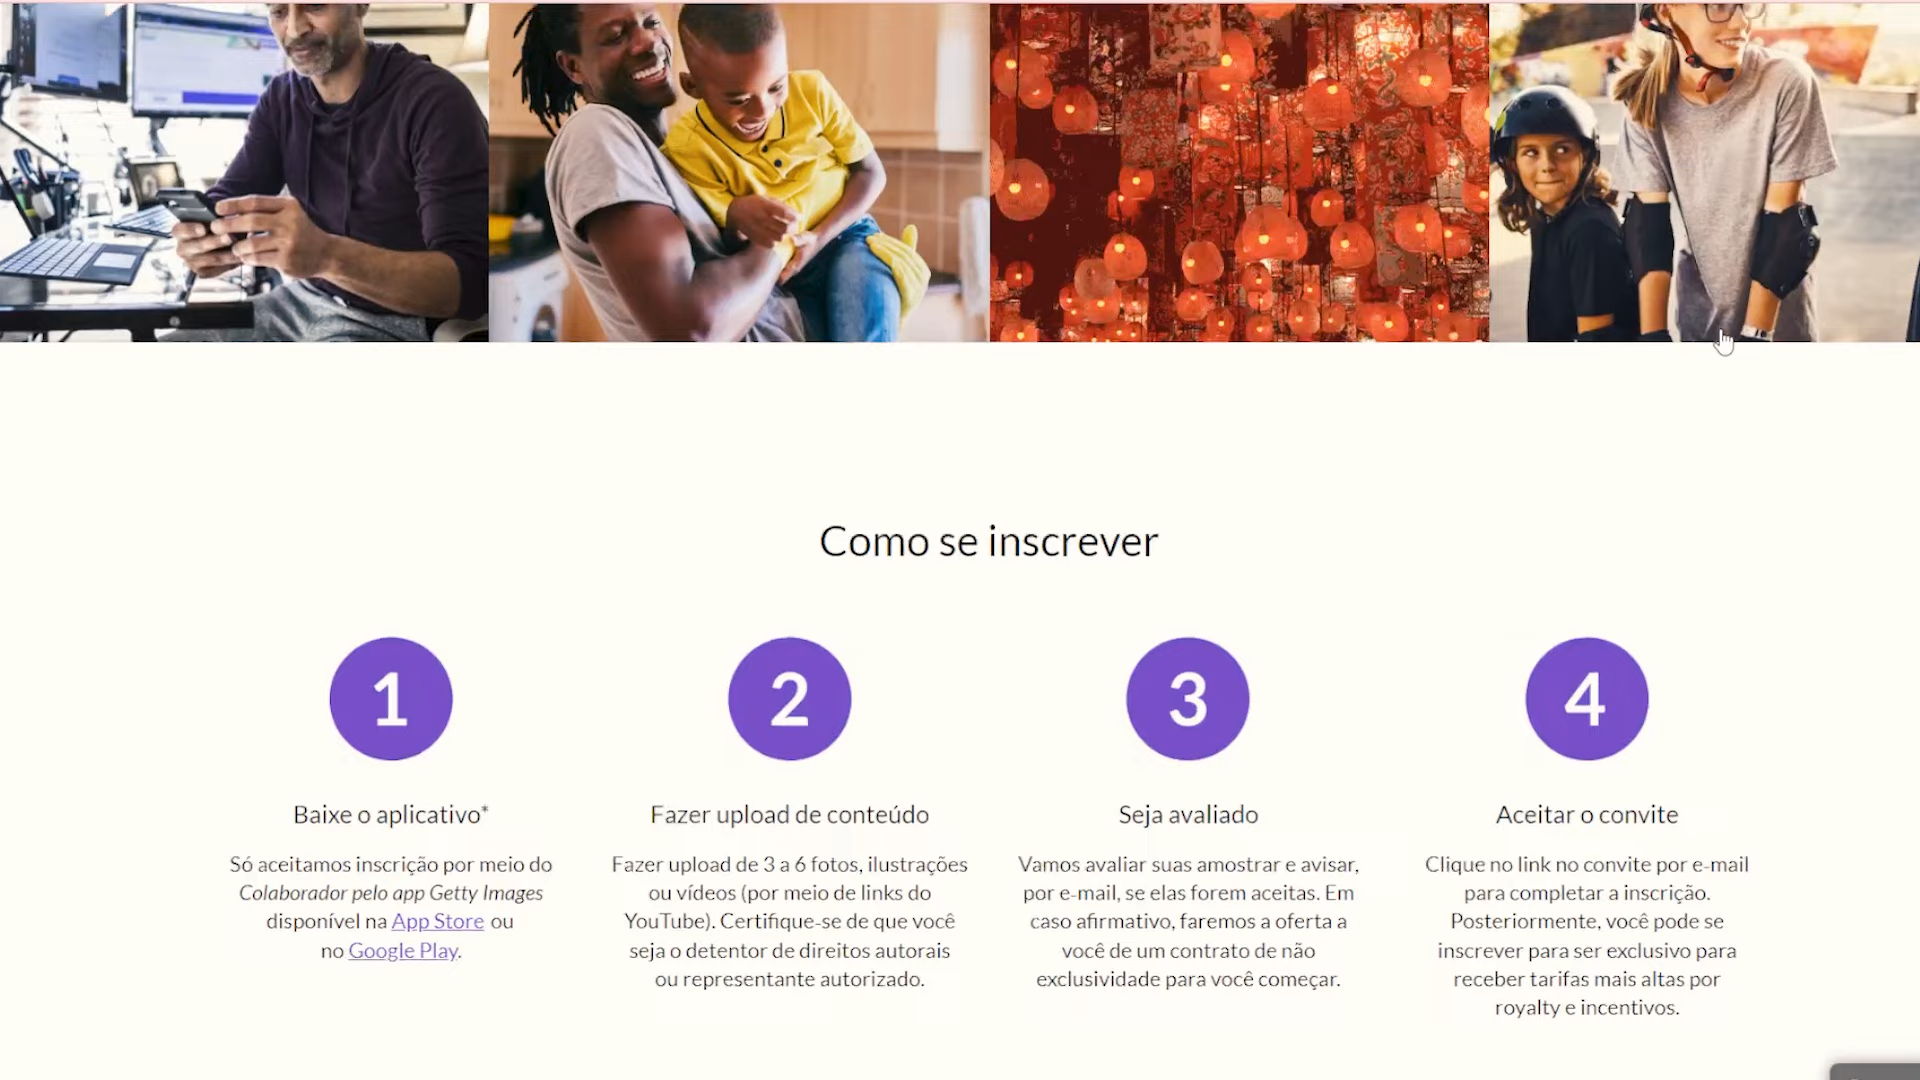 Como se inscrever
1
2
3
4
Baixe o aplicativo*
Só aceitamos inscrição por meio do
Colaborador pelo app Getty Images
disponível na App Store ou
no Google Play.
Fazer upload de conteúdo
Fazer upload de 3 a 6 fotos, ilustrações
ou vídeos (por meio de links do
YouTube). Certifique-se de que você
seja o detentor de direitos autorais
ou representante autorizado.
Seja avaliado
Vamos avaliar suas amostrar e avisar,
por e-mail, se elas forem aceitas. Em
caso afirmativo, faremos a oferta a
você de um contrato de não
exclusividade para você começar.
Aceitar o convite
Clique no link no convite por e-mail
para completar a inscrição.
Posteriormente, você pode se
inscrever para ser exclusivo para
receber tarifas mais altas por
royalty e incentivos.